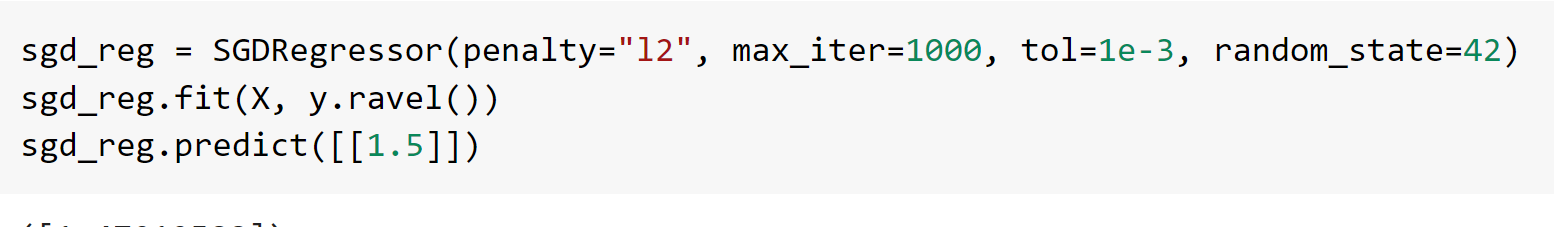 sgd_reg = SGDRegressor(penalty="l2", max_iter=1000, tol=1e-3, random_state=42)
sgd_reg.fit(X, y.ravel())
sgd_reg.predict([[1.5]])